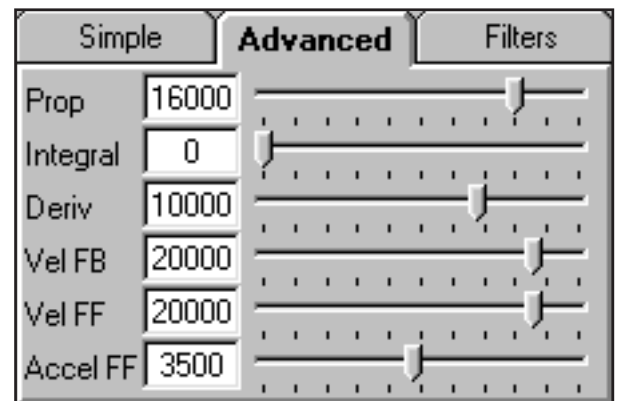 Simple Advanced Filters
Prop 16000
Integral 0
Deriv 10000
Vel FB 20000
Vel FF 20000
Accel FF 3500